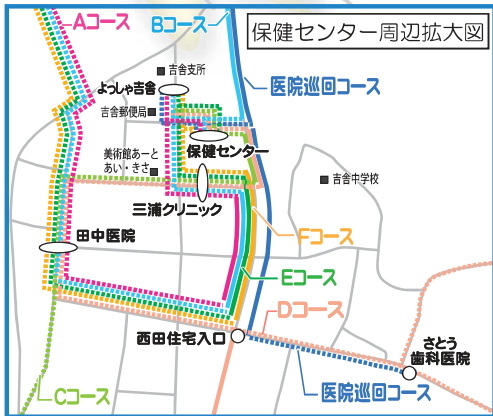 Aコース
Bコース
保健センター周辺拡大図
吉舎支所
よっしゃ吉舎
医院巡回コース
吉舎郵便局
保健センター
美術館あーと
あい・きさ
吉舎中学校
三浦クリニック
田中医院
Fコース
Eコース
Dコース
西田住宅入口
さとう
歯科医院
Cコース
医院巡回コース